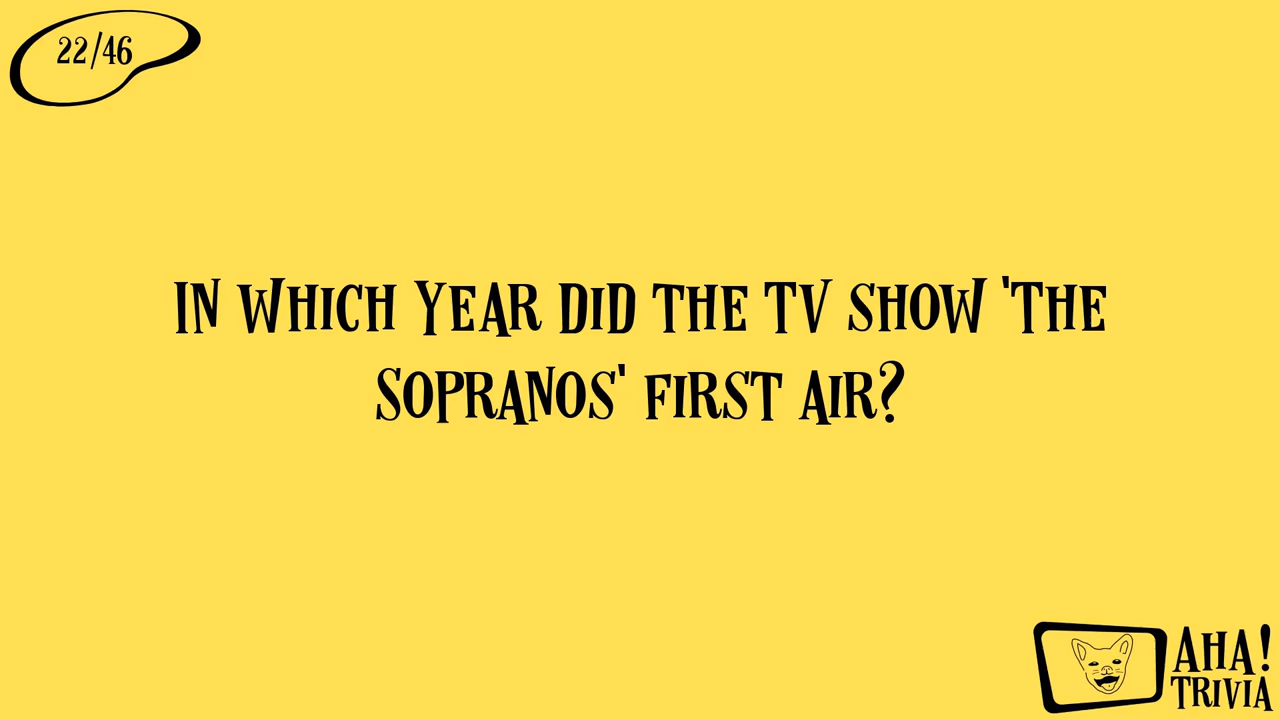 22/46
IN WHICH YEAR DID THE TV SHOW 'THE
SOPRANOS' FIRST AIR?
AHA!
TRIVIA